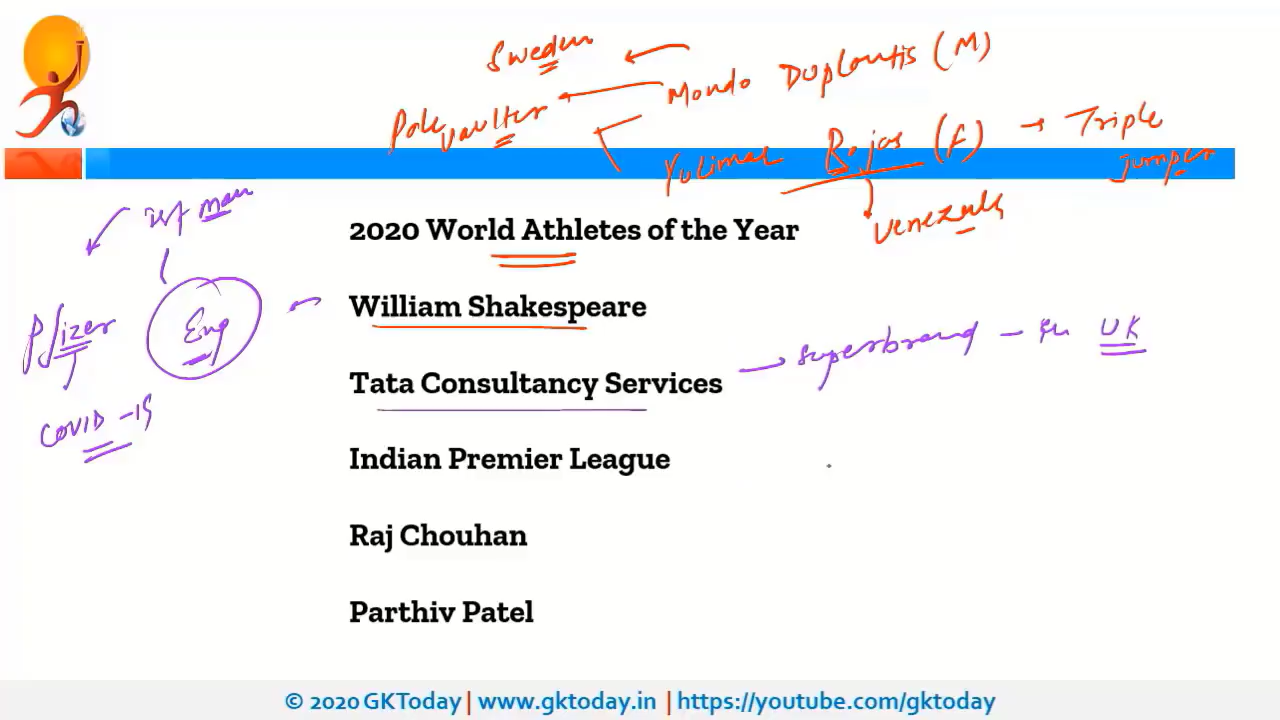 Sweden
Mondo Duplantis (M)
Pole vaulter
Yulimar Rojas (F) → Triple
Jumper
Venezuela
1st man
2020 World Athletes of the Year
William Shakespeare
Pfizer
Eng
Superbrand - in UK
Tata Consultancy Services
COVID-19
Indian Premier League
Raj Chouhan
Parthiv Patel
© 2020 GKToday | www.gktoday.in | https://youtube.com/gktoday